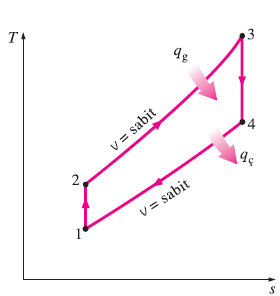 T
3
q_g
v = sabit
4
q_ç
2
v = sabit
1
s